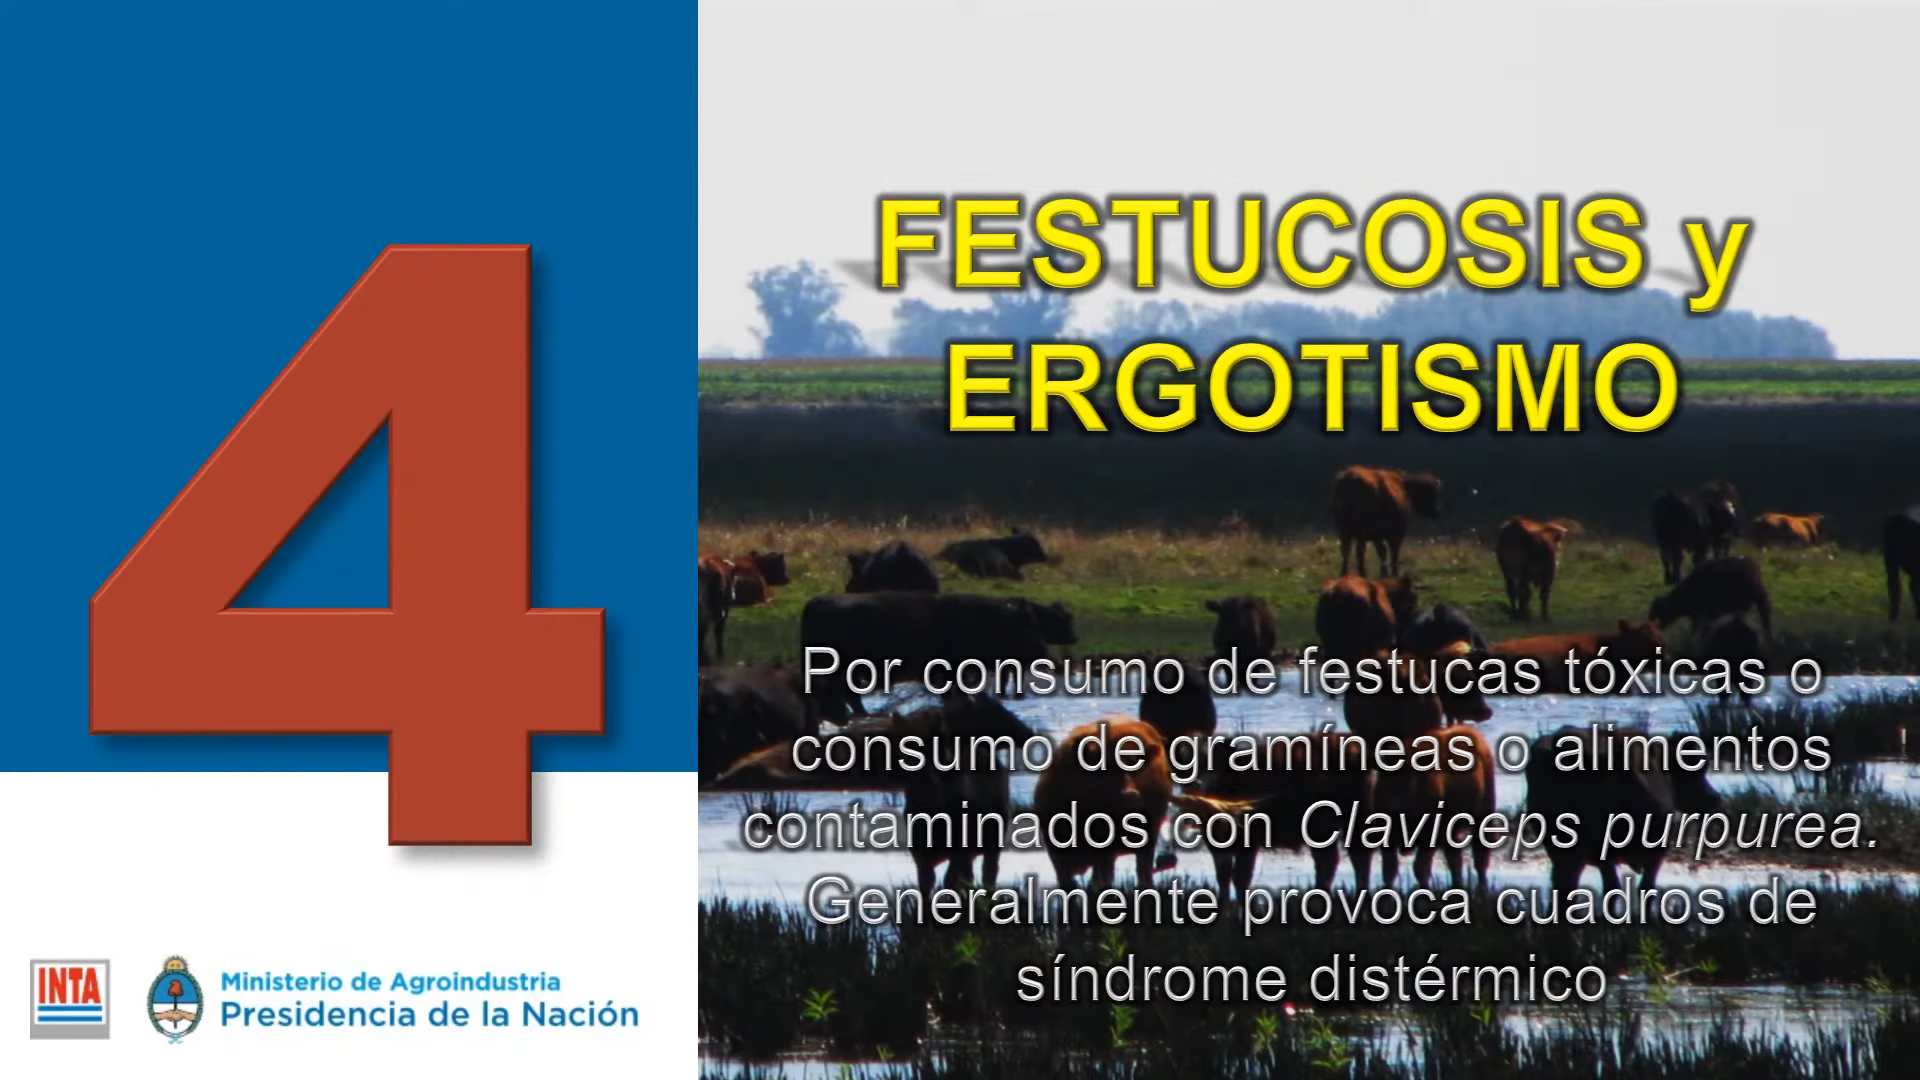 4
FESTUCOSIS y
ERGOTISMO
Por consumo de festucas tóxicas o
consumo de gramíneas o alimentos
contaminados con Claviceps purpurea.
Generalmente provoca cuadros de
síndrome distérmico
INTA
Ministerio de Agroindustria
Presidencia de la Nación